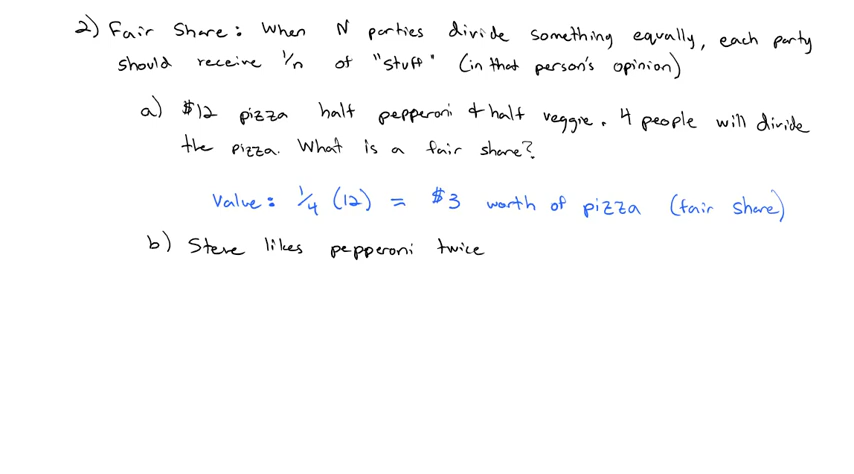 2) Fair Share: When N parties divide something equally, each party
should receive 1/n of "stuff" (in that person's opinion)
a) $12 pizza half pepperoni & half veggie. 4 people will divide
the pizza. What is a fair share?
Value: 1/4 (12) = $3 worth of pizza (fair share)
b) Steve likes pepperoni twice